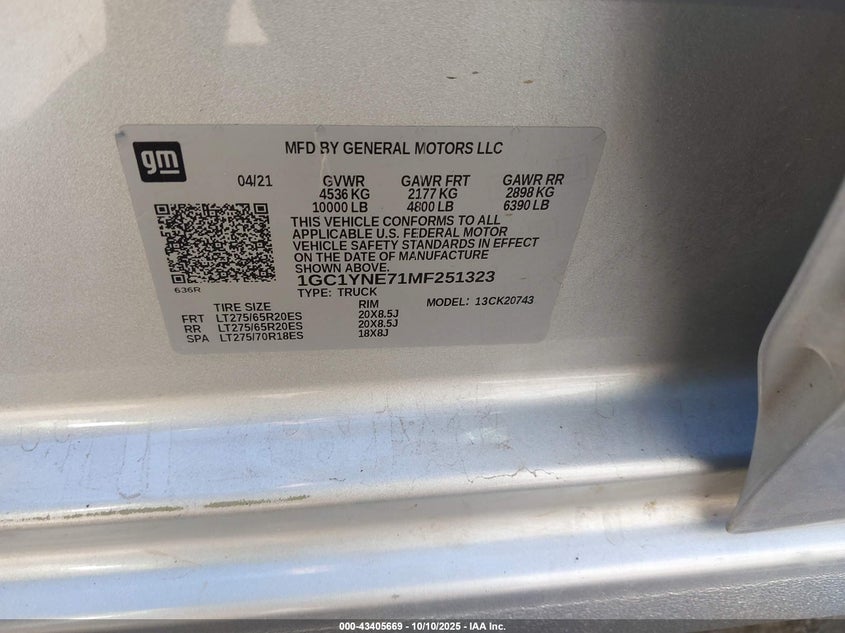 gm
MFD BY GENERAL MOTORS LLC
04/21 GVWR GAWR FRT GAWR RR
4536 KG 2177 KG 2898 KG
10000 LB 4800 LB 6390 LB
THIS VEHICLE CONFORMS TO ALL
APPLICABLE U.S. FEDERAL MOTOR
VEHICLE SAFETY STANDARDS IN EFFECT
ON THE DATE OF MANUFACTURE
SHOWN ABOVE.
1GC1YNE71MF251323
636R
TYPE: TRUCK MODEL: 13CK20743
TIRE SIZE RIM
FRT LT275/65R20ES 20X8.5J
RR LT275/65R20ES 20X8.5J
SPA LT275/70R18ES 18X8J
000-43405669 - 10/10/2025 - IAA Inc.